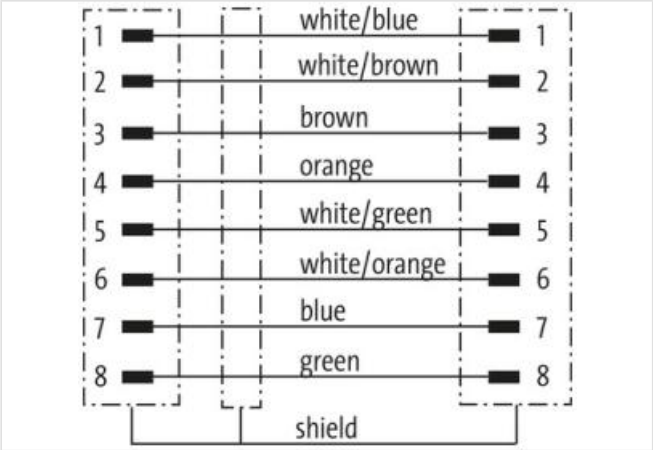 1 white/blue 1
2 white/brown 2
3 brown 3
4 orange 4
5 white/green 5
6 white/orange 6
7 blue 7
8 green 8
shield